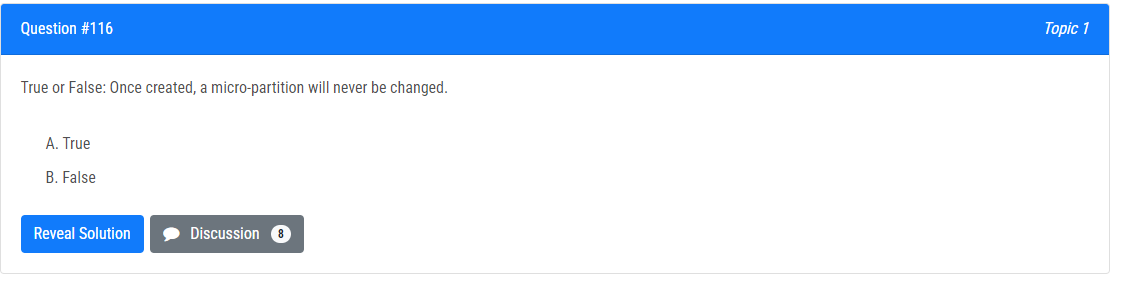 Question #116
Topic 1
True or False: Once created, a micro-partition will never be changed.
A. True
B. False
Reveal Solution
Discussion 8